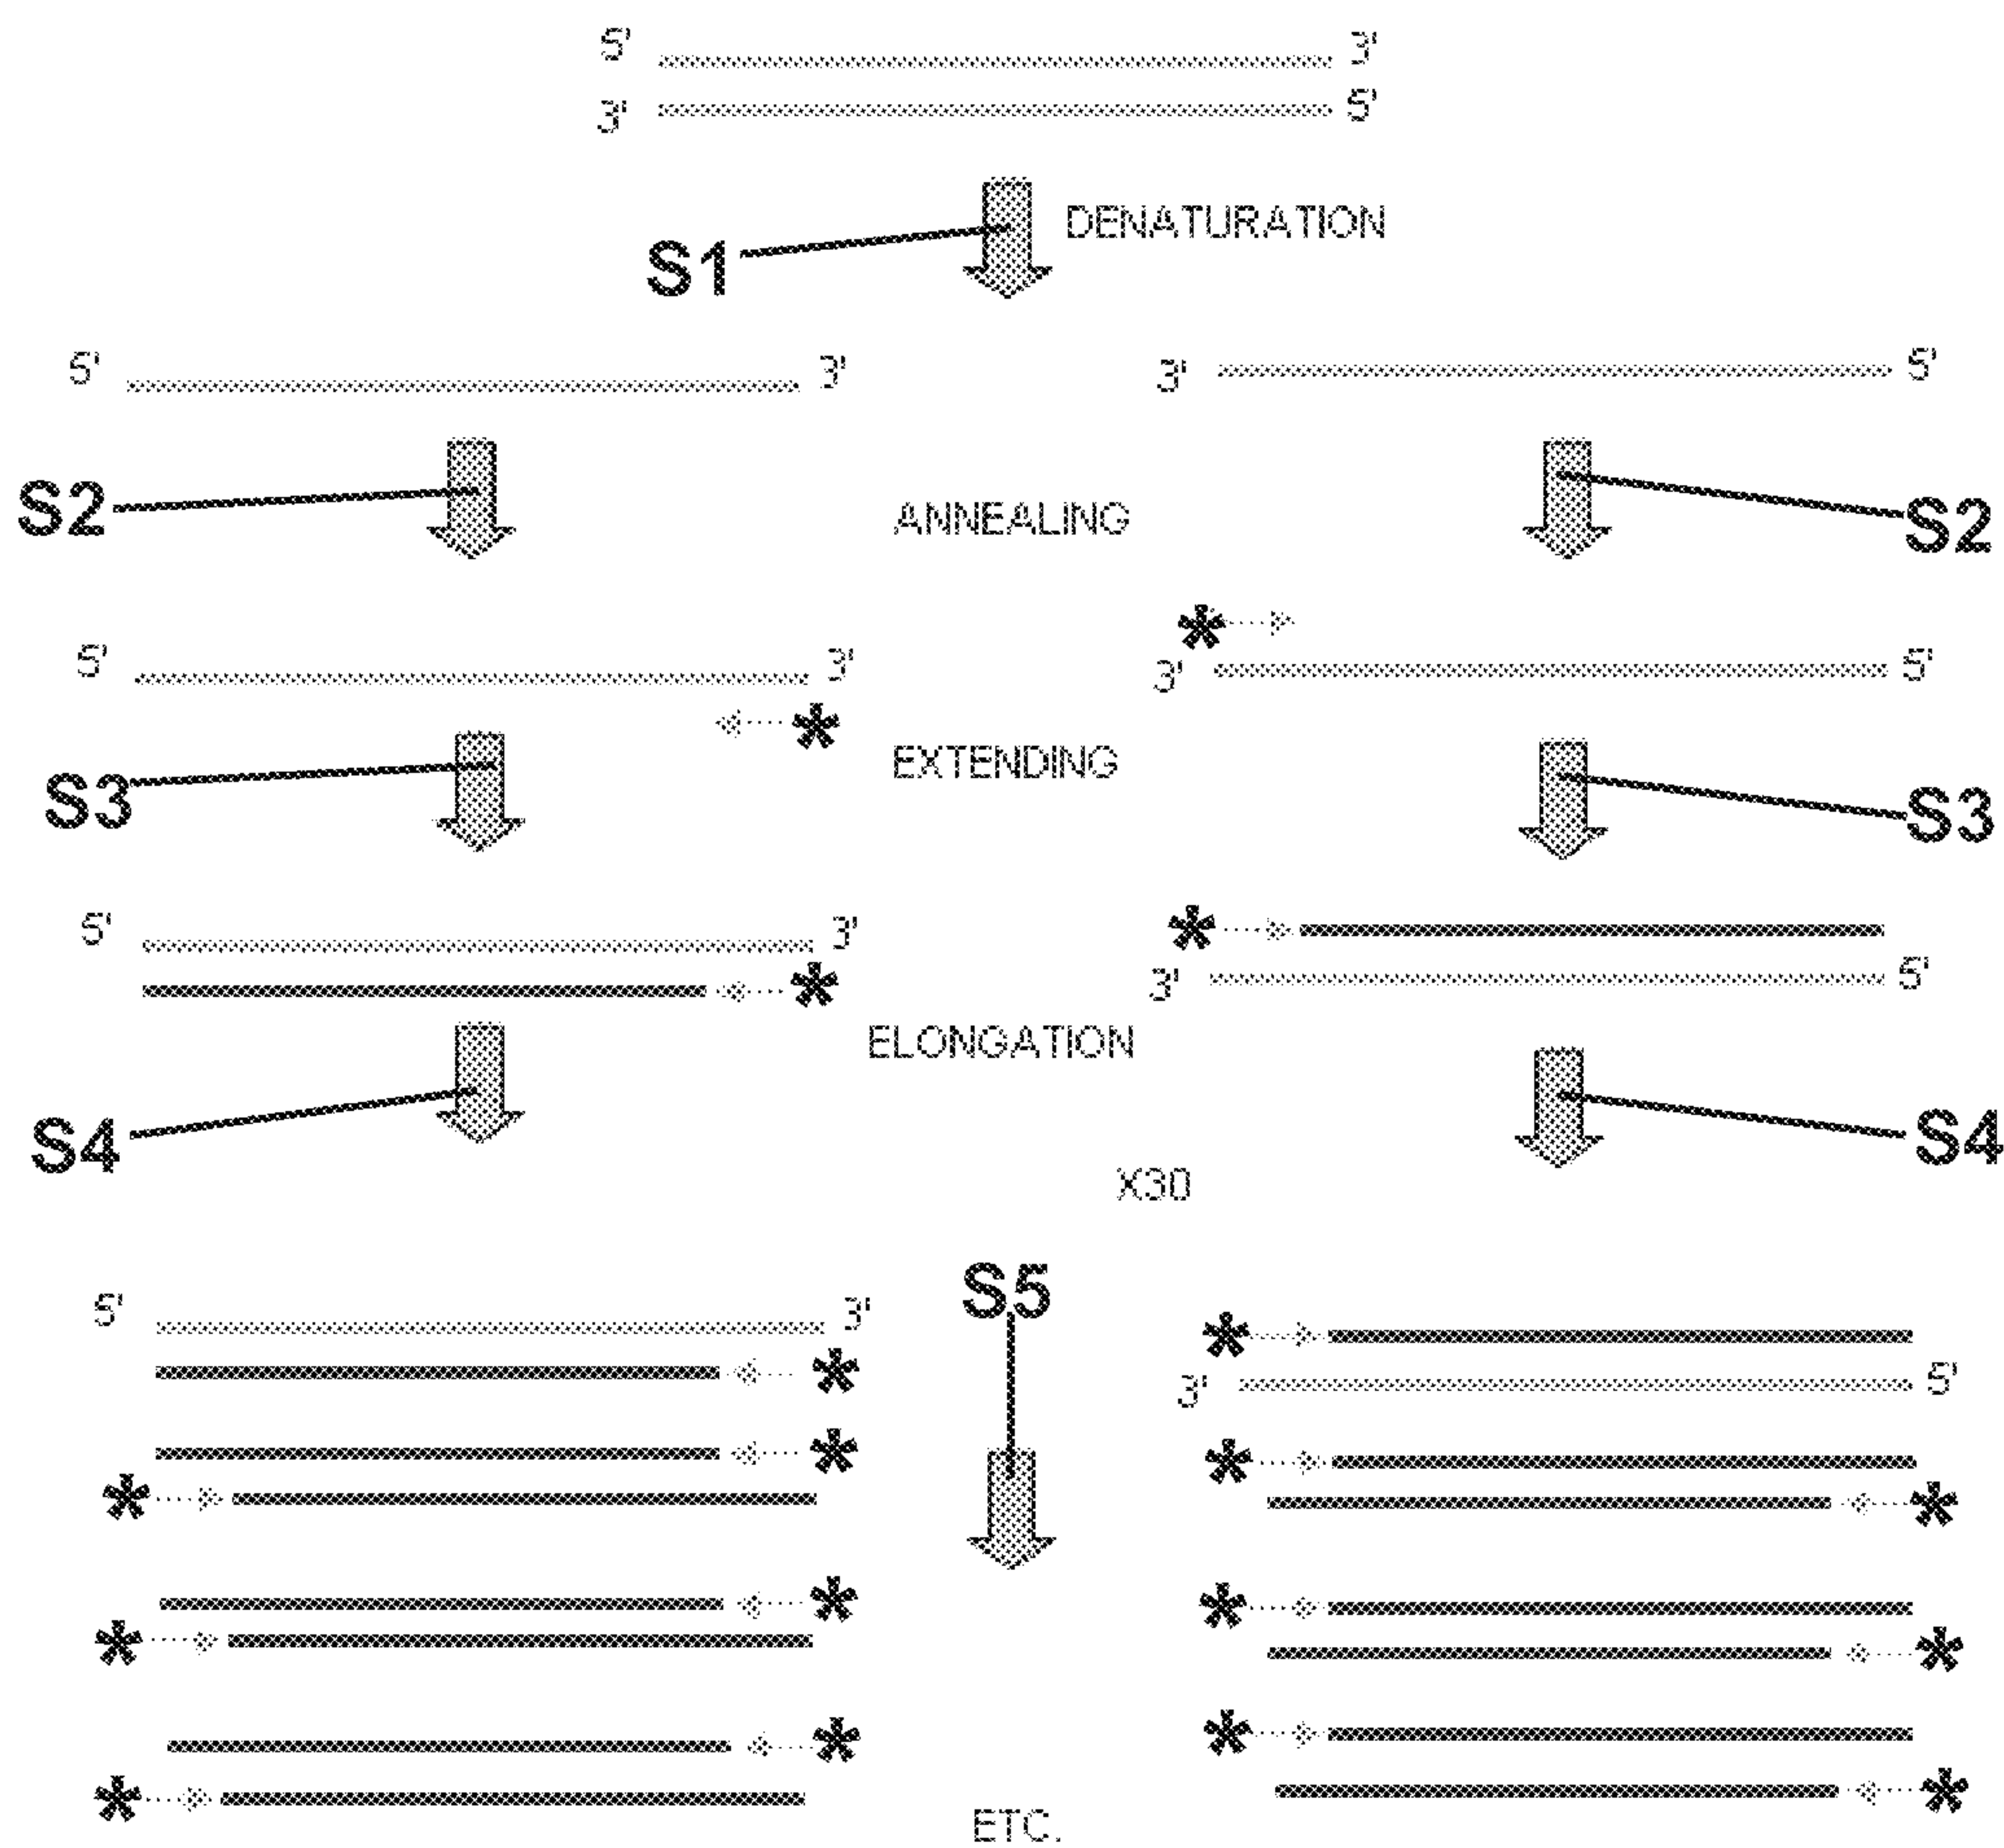 5' 3'
3' 5'
DENATURATION
S1
5' 3' 3' 5'
S2 ANNEALING S2
*
5' 3' 3' 5'
*
EXTENDING
S3 S3
*
5' 3' 3' 5'
*
ELONGATION
S4 S4
X30
S5
5' 3' *
* 3' 5'
* *
* *
* *
* *
* *
* *
ETC.